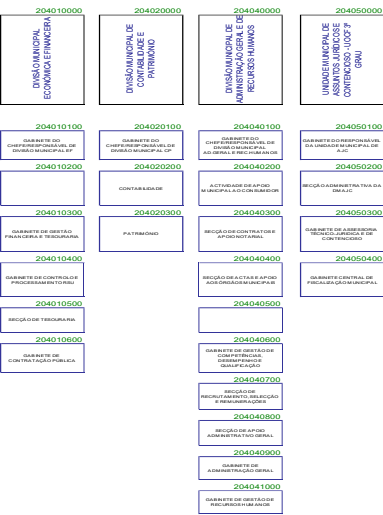 204010000
DIVISÃO MUNICIPAL
ECONÓMICA E FINANCEIRA
204010100
GABINETE DO
CHEFE/RESPONSÁVEL DE
DIVISÃO MUNICIPAL EF
204010200
204010300
GABINETE DE GESTÃO
FINANCEIRA E TESOURARIA
204010400
GABINETE DE CONTROLO E
PROCESSAMENTO RSU
204010500
SECÇÃO DE TESOURARIA
204010600
GABINETE DE
CONTRATAÇÃO PÚBLICA
204020000
DIVISÃO MUNICIPAL DE
CONTABILIDADE E
PATRIMÓNIO
204020100
GABINETE DO
CHEFE/RESPONSÁVEL DE
DIVISÃO MUNICIPAL CP
204020200
CONTABILIDADE
204020300
PATRIMÓNIO
204040000
DIVISÃO MUNICIPAL DE
ADMINISTRAÇÃO GERAL E DE
RECURSOS HUMANOS
204040100
GABINETE DO
CHEFE/RESPONSÁVEL DE
DIVISÃO MUNICIPAL
AD.GERAL E REC HUMANOS
204040200
ACTIVIDADE DE APOIO
MUNICIPAL AO CONSUMIDOR
204040300
SECÇÃO DE CONTRATOS E
APOIO NOTARIAL
204040400
SECÇÃO DE ACTAS E APOIO
AOS ÓRGÃOS MUNICIPAIS
204040500
204040600
GABINETE DE GESTÃO DE
COMPETÊNCIAS,
DESEMPENHO E
QUALIFICAÇÃO
204040700
SECÇÃO DE
RECRUTAMENTO, SELECÇÃO
E REMUNERAÇÕES
204040800
SECÇÃO DE APOIO
ADMINISTRATIVO GERAL
204040900
GABINETE DE
ADMINISTRAÇÃO GERAL
204041000
GABINETE DE GESTÃO DE
RECURSOS HUMANOS
204050000
UNIDADE MUNICIPAL DE
ASSUNTOS JURÍDICOS E
CONTENCIOSO - UOCF 3º
GRAU
204050100
GABINETE DO RESPONSÁVEL
DA UNIDADE MUNICIPAL DE
AJC
204050200
SECÇÃO ADMINISTRATIVA DA
DMAJC
204050300
GABINETE DE ASSESSORIA
TÉCNICO-JURÍDICA E DE
CONTENCIOSO
204050400
GABINETE CENTRAL DE
FISCALIZAÇÃO MUNICIPAL